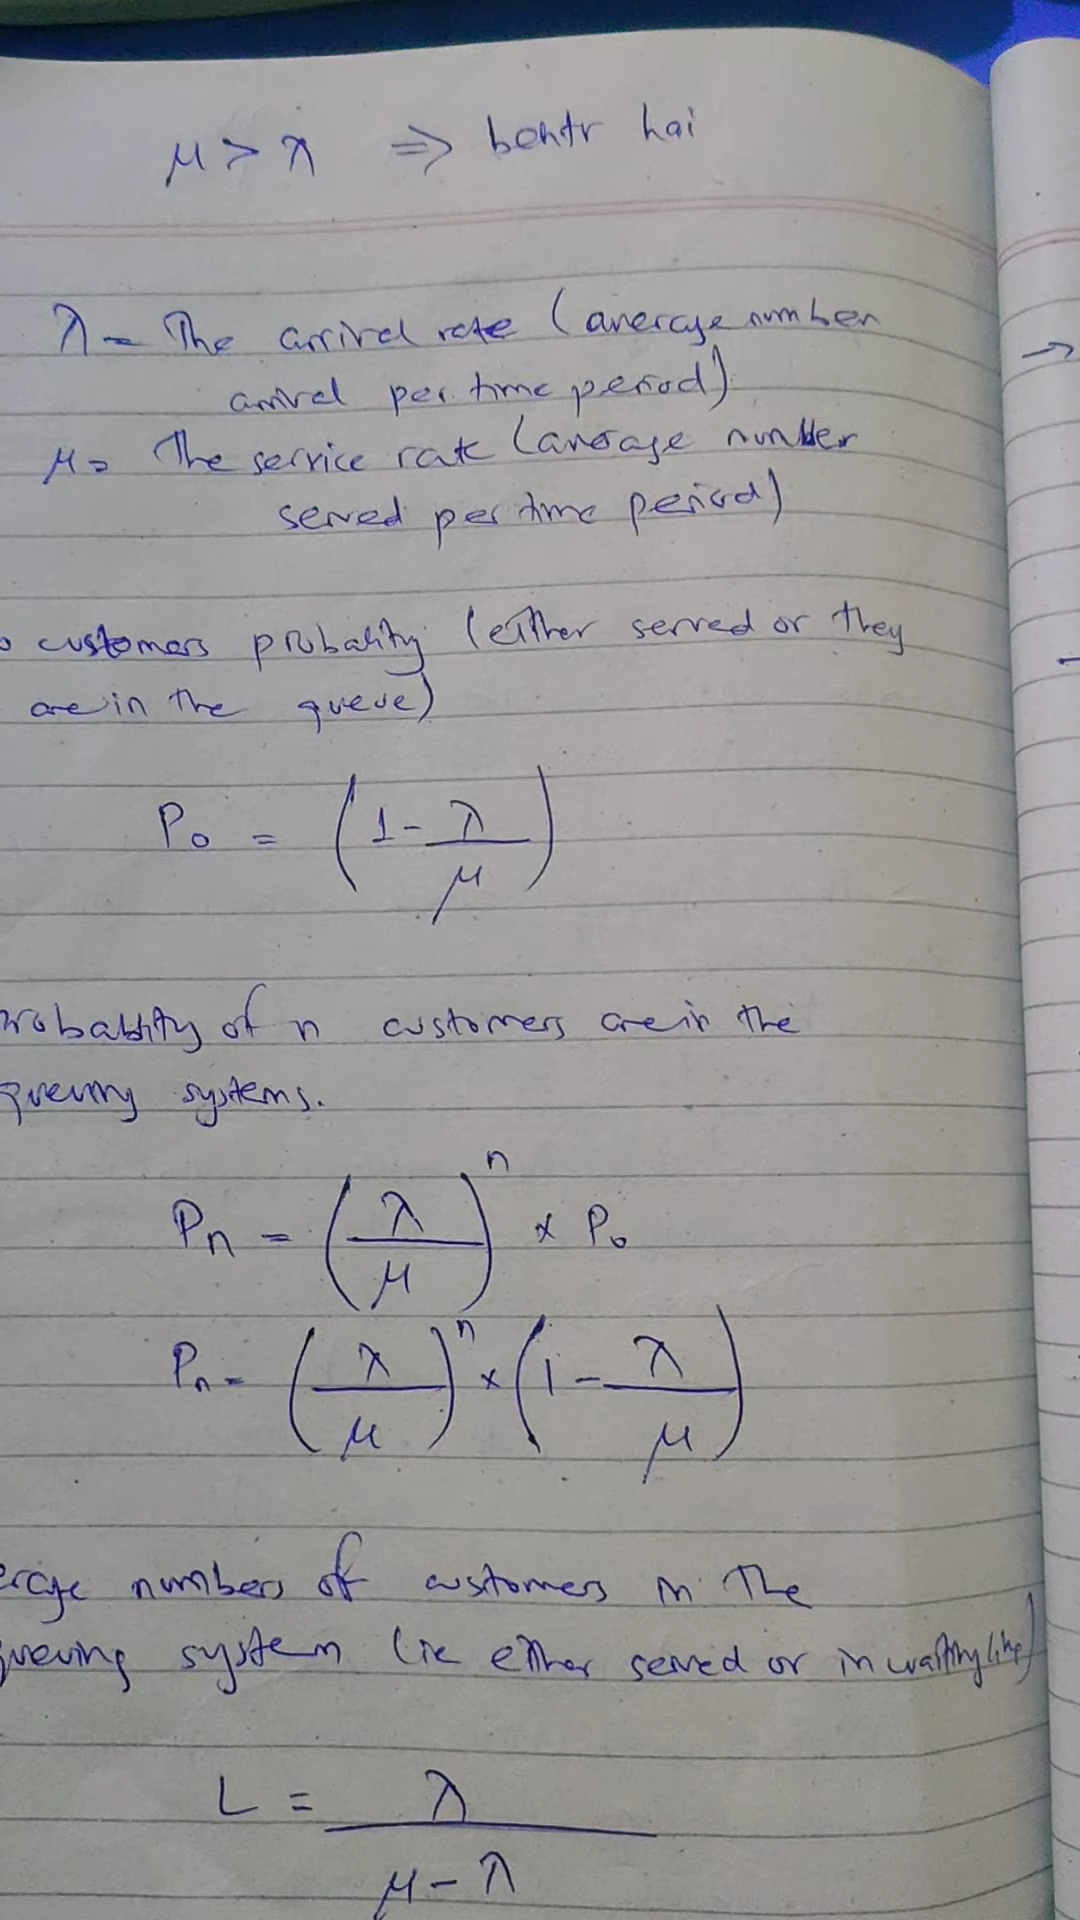 μ > λ ⇒ behtr hai
λ = The arrival rate (average number
arrival per time period)
μ = The service rate (average number
served per time period)
o customers probality (either served or they
are in the queue)
P₀ = (1 - λ/μ)
robability of n customers are in the
queuing systems.
Pₙ = (λ/μ)ⁿ × P₀
Pₙ = (λ/μ)ⁿ × (1 - λ/μ)
erage numbers of customers in the
queuing system (ie either served or in waiting line)
L = λ/(μ - λ)